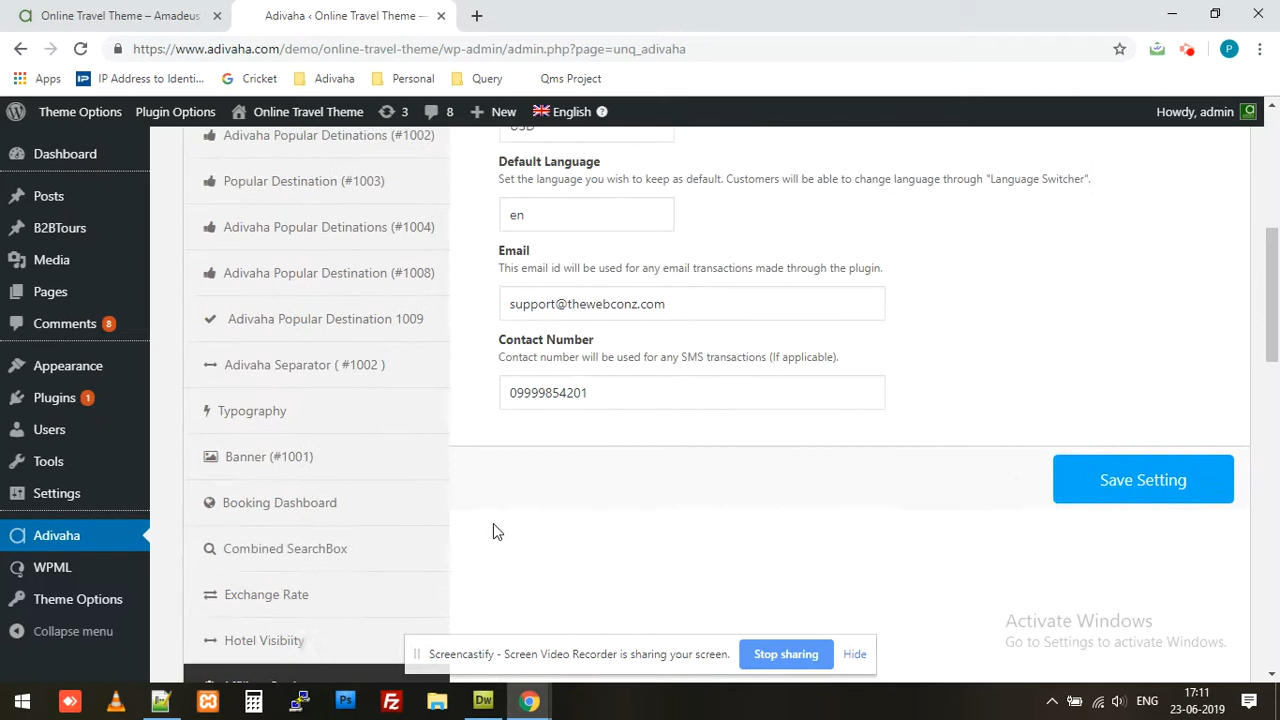 Online Travel Theme – Amadeus
Adivaha ‹ Online Travel Theme —
https://www.adivaha.com/demo/online-travel-theme/wp-admin/admin.php?page=unq_adivaha
P
Apps
IP Address to Identi...
Cricket
Adivaha
Personal
Query
Qms Project
Theme Options
Plugin Options
Online Travel Theme
3
8
New
English
Howdy, admin
Dashboard
Posts
B2BTours
Media
Pages
Comments 8
Appearance
Plugins 1
Users
Tools
Settings
Adivaha
WPML
Theme Options
Collapse menu
Adivaha Popular Detinations (#1002)
Popular Destination (#1003)
Adivaha Popular Detinations (#1004)
Adivaha Popular Destination (#1008)
Adivaha Popular Destination 1009
Adivaha Separator ( #1002 )
Typography
Banner (#1001)
Booking Dashboard
Combined SearchBox
Exchange Rate
Hotel Visibiity
USD
Default Language
Set the language you wish to keep as default. Customers will be able to change language through "Language Switcher".
en
Email
This email id will be used for any email transactions made through the plugin.
support@thewebconz.com
Contact Number
Contact number will be used for any SMS transactions (If applicable).
09999854201
Save Setting
Activate Windows
Go to Settings to activate Windows.
Screencastify - Screen Video Recorder is sharing your screen.
Stop sharing
Hide
ENG
17:11
23-06-2019